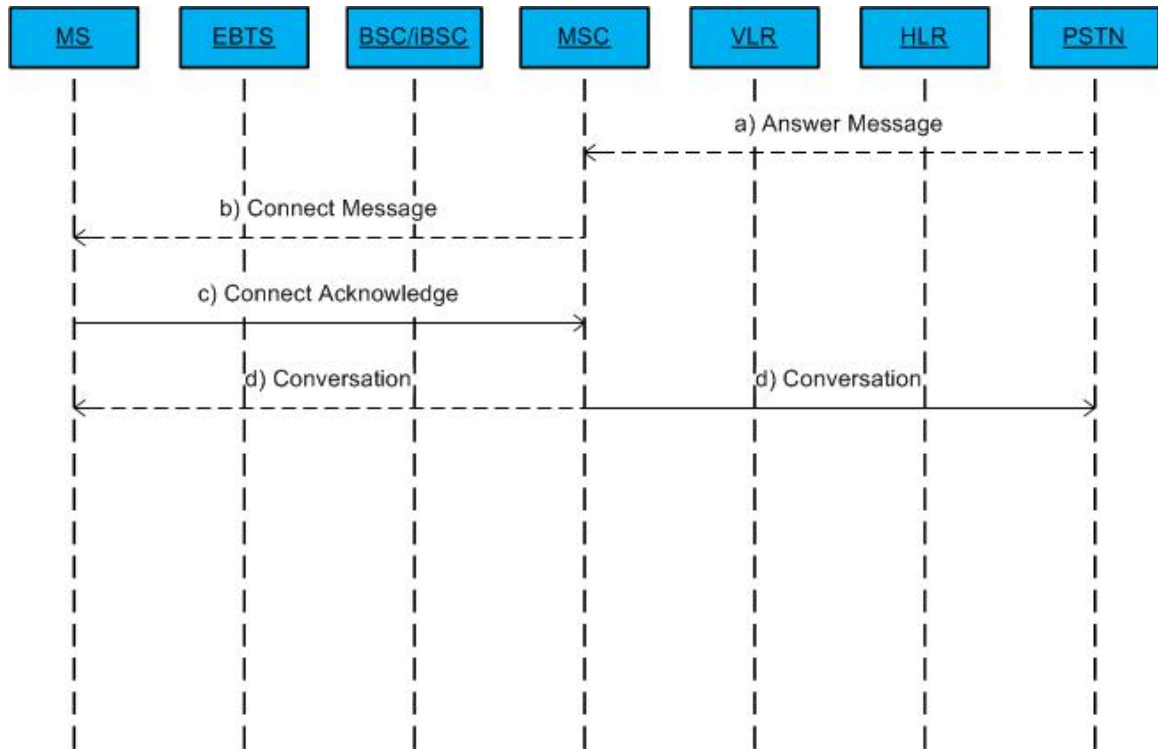 MS
EBTS
BSC/iBSC
MSC
VLR
HLR
PSTN
a) Answer Message
b) Connect Message
c) Connect Acknowledge
d) Conversation
d) Conversation